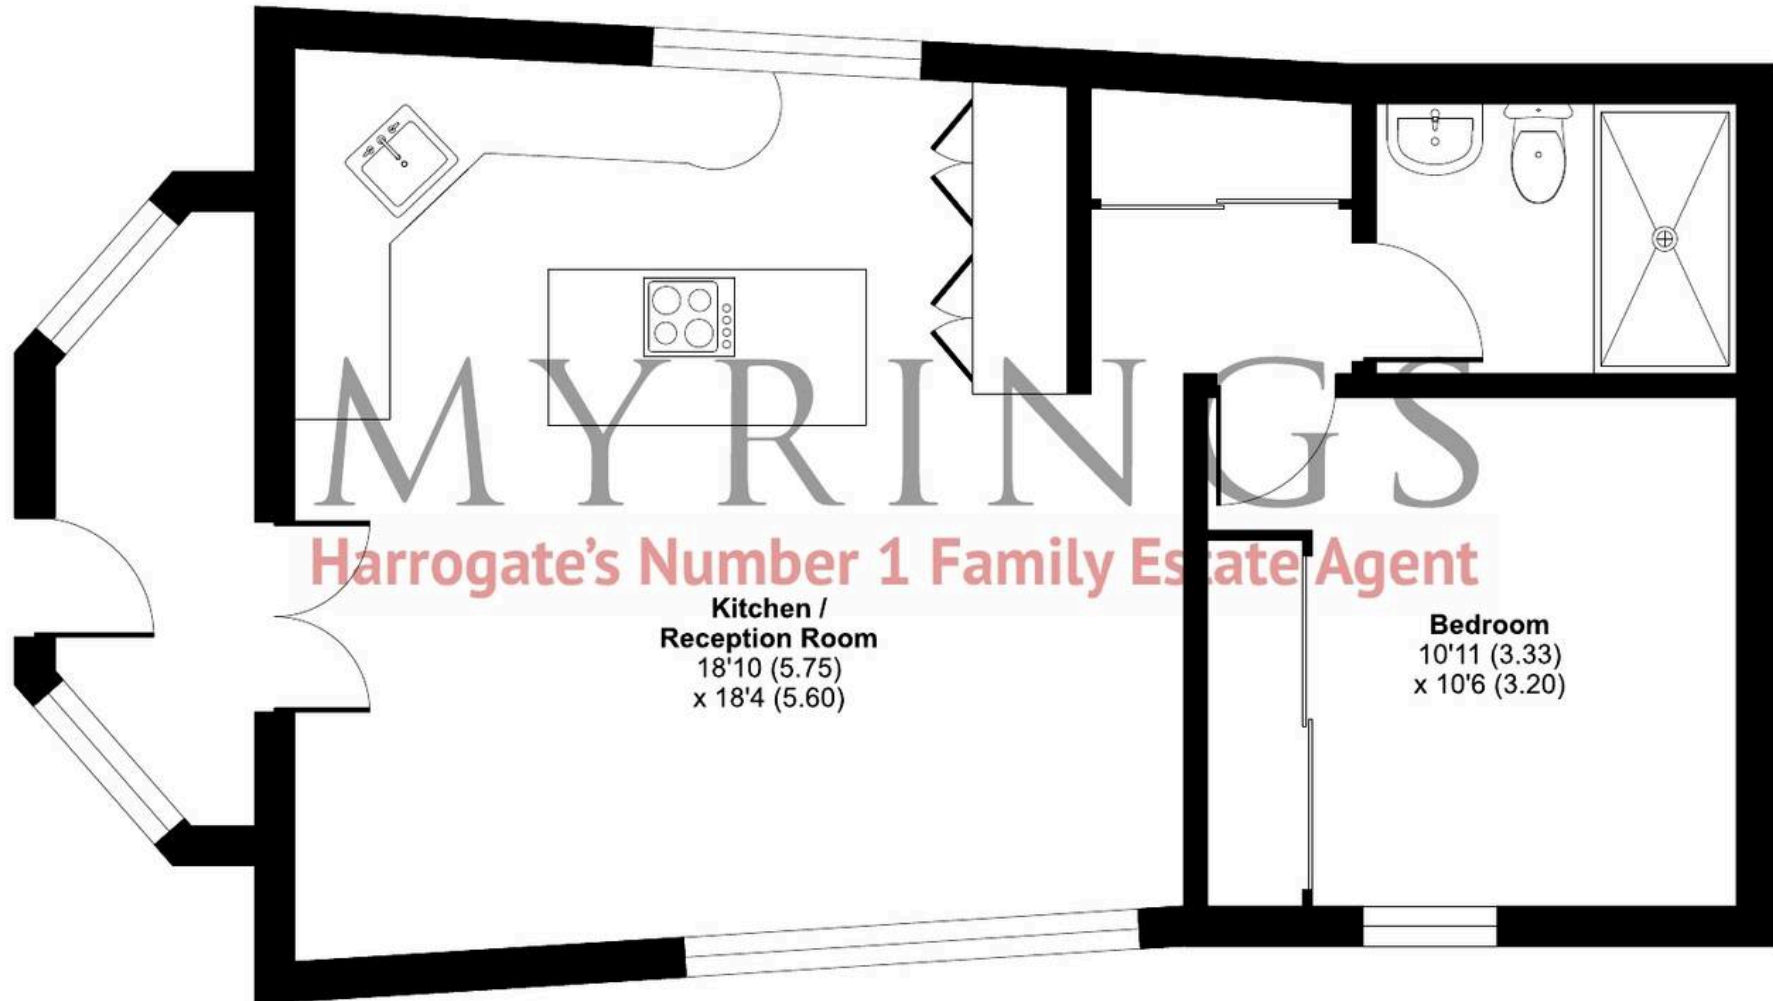 MYRINGS
Harrogate's Number 1 Family Estate Agent
Kitchen /
Reception Room
18'10 (5.75)
x 18'4 (5.60)
Bedroom
10'11 (3.33)
x 10'6 (3.20)